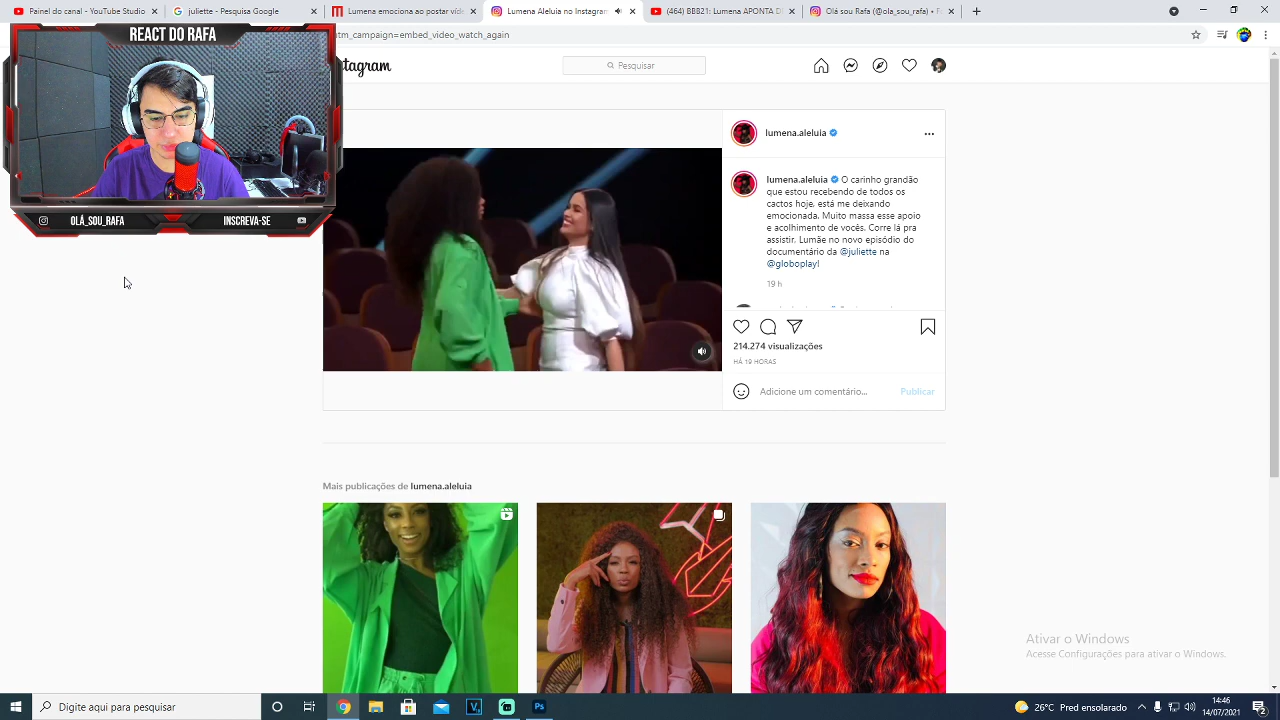 Painel do canal - YouTube Studio
juliette - Pesquisa Google
Lumena emociona ao postar víde
Lumena Aleluia no Instagram
(464) BBB21: Lumena APONTA D
Olá Sou Rafa (@ola_sou_rafa) •
tm_campaign=embed_video_watch_again
REACT DO RAFA
OLÁ_SOU_RAFA
INSCREVA-SE
stagram
Pesquisar
lumena.aleluia
lumena.aleluia O carinho grandão
que estou recebendo de todos os
cactos hoje, está me deixando
emocionada. Muito massa esse apoio
e acolhimento de vocês. Corre lá pra
assistir. Lumãe no novo episódio do
documentário da @juliette na
@globoplay!
19 h
214.274 visualizações
HÁ 19 HORAS
Adicione um comentário...
Publicar
Mais publicações de lumena.aleluia
Ativar o Windows
Acesse Configurações para ativar o Windows.
Digite aqui para pesquisar
26°C Pred ensolarado
14:46
14/07/2021
2